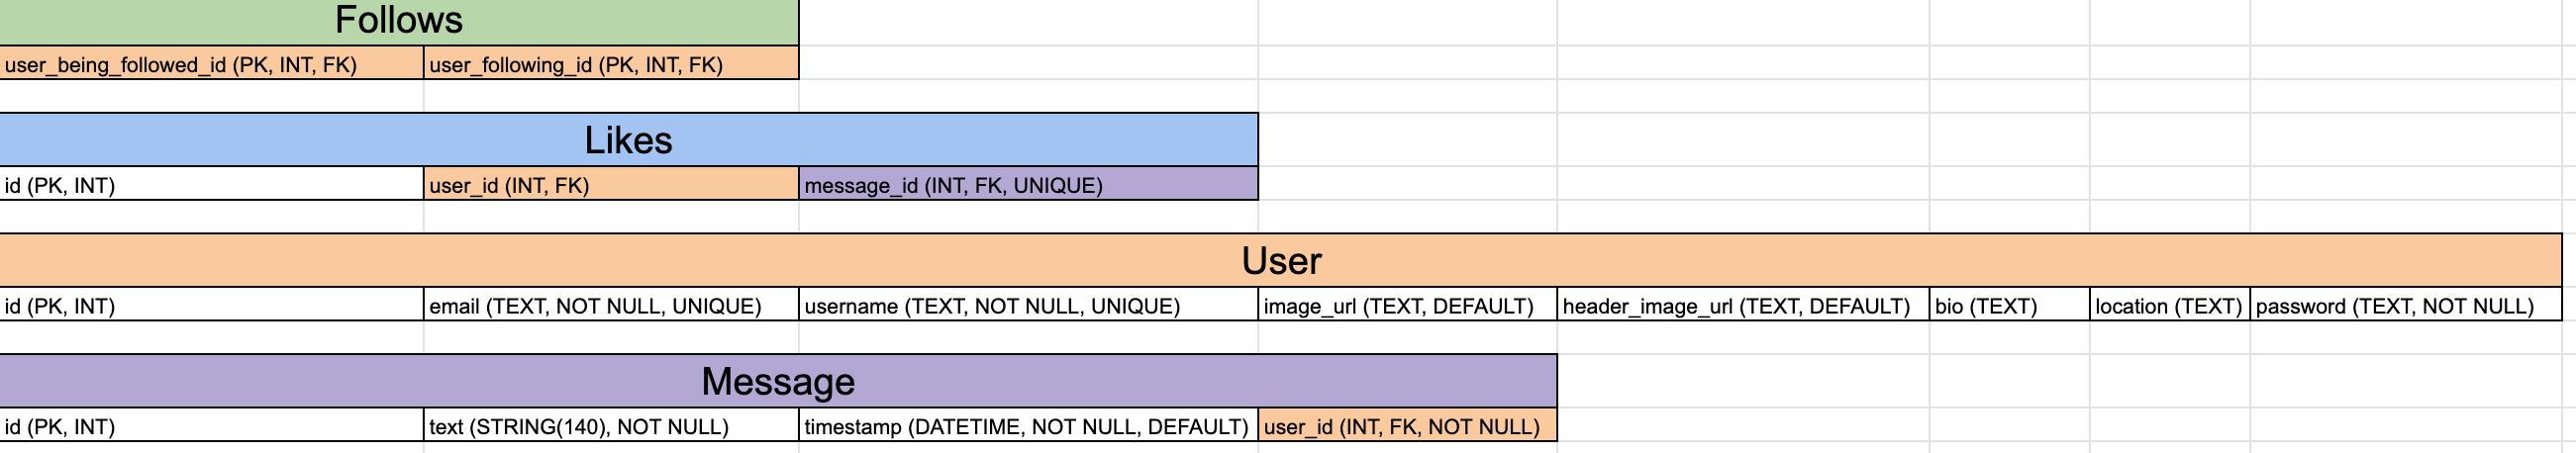 Follows
user_being_followed_id (PK, INT, FK) user_following_id (PK, INT, FK)
Likes
id (PK, INT) user_id (INT, FK) message_id (INT, FK, UNIQUE)
User
id (PK, INT) email (TEXT, NOT NULL, UNIQUE) username (TEXT, NOT NULL, UNIQUE) image_url (TEXT, DEFAULT) header_image_url (TEXT, DEFAULT) bio (TEXT) location (TEXT) password (TEXT, NOT NULL)
Message
id (PK, INT) text (STRING(140), NOT NULL) timestamp (DATETIME, NOT NULL, DEFAULT) user_id (INT, FK, NOT NULL)